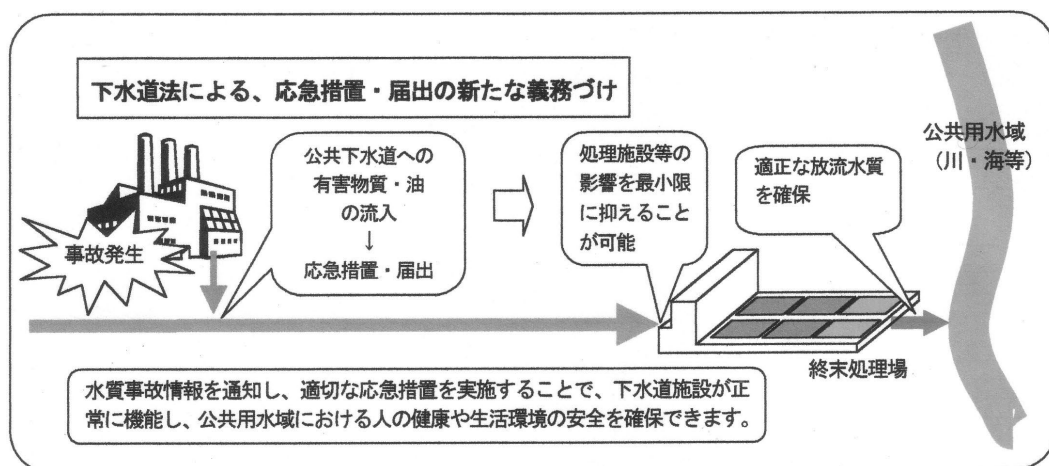 下水道法による、応急措置・届出の新たな義務づけ
事故発生
公共下水道への
有害物質・油
の流入
↓
応急措置・届出
処理施設等の
影響を最小限
に抑えること
が可能
適正な放流水質
を確保
公共用水域
（川・海等）
終末処理場
水質事故情報を通知し、適切な応急措置を実施することで、下水道施設が正
常に機能し、公共用水域における人の健康や生活環境の安全を確保できます。